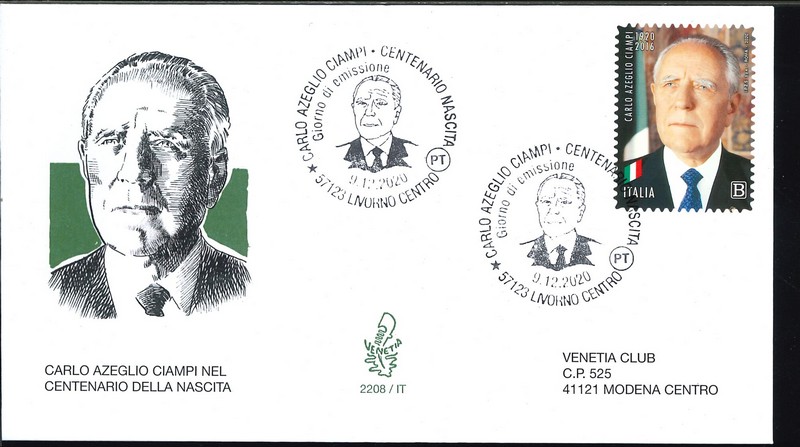 CARLO AZEGLIO CIAMPI • CENTENARIO NASCITA
Giorno di emissione
9.12.2020
★ 57123 LIVORNO CENTRO PT
CARLO AZEGLIO CIAMPI
1920
2016
ITALIA
B
CARLO AZEGLIO CIAMPI • CENTENARIO NASCITA
Giorno di emissione
9.12.2020
★ 57123 LIVORNO CENTRO PT
VENETIA
2208 / IT
CARLO AZEGLIO CIAMPI NEL
CENTENARIO DELLA NASCITA
VENETIA CLUB
C.P. 525
41121 MODENA CENTRO